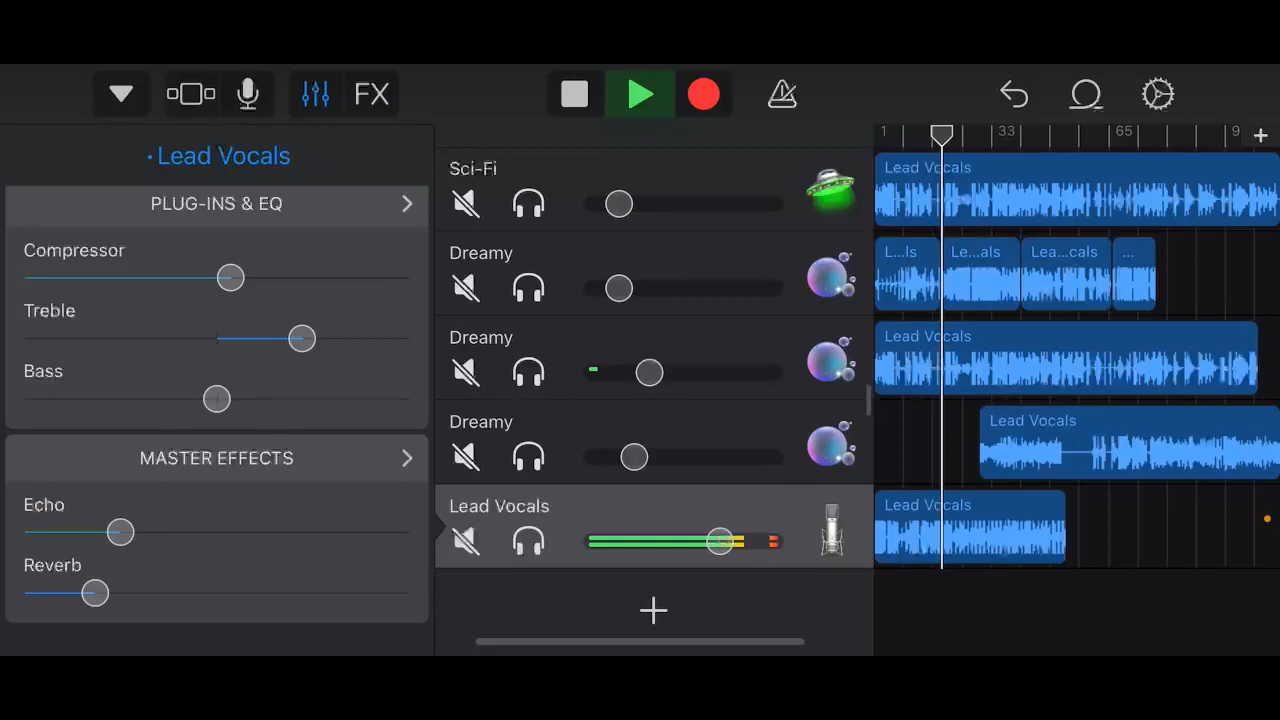 FX
Lead Vocals
PLUG-INS & EQ
Compressor
Treble
Bass
MASTER EFFECTS
Echo
Reverb
Sci-Fi
Dreamy
Dreamy
Dreamy
Lead Vocals
1 33 65 9
Lead Vocals
L...ls Le...als Lea...cals ...
Lead Vocals
Lead Vocals
Lead Vocals